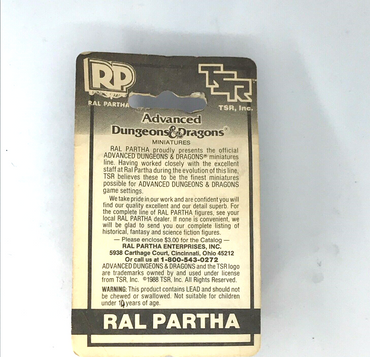 RP
RAL PARTHA
TSR
TSR, Inc.
Advanced
Dungeons&Dragons®
MINIATURES
RAL PARTHA proudly presents the official
ADVANCED DUNGEONS & DRAGONS® miniatures
line. Having worked closely with the excellent
staff at Ral Partha during the evolution of this line,
TSR believes these to be the finest miniatures
possible for ADVANCED DUNGEONS & DRAGONS
game settings.
We take pride in our work and are confident you will
find our quality excellent and our detail superb. For
the complete line of RAL PARTHA figures, see your
local RAL PARTHA dealer. If none is convenient, we
will be glad to send you our complete listing of
historical, fantasy and science fiction figures.
— Please enclose $3.00 for the Catalog —
RAL PARTHA ENTERPRISES, INC.
5938 Carthage Court, Cincinnati, Ohio 45212
Or call us at 1-800-543-0272
ADVANCED DUNGEONS & DRAGONS and the TSR logo
are trademarks owned by and used under license
from TSR, Inc. ©1988 TSR, Inc. All Rights Reserved.
WARNING: This product contains LEAD and should not
be chewed or swallowed. Not suitable for children
under years of age.
RAL PARTHA